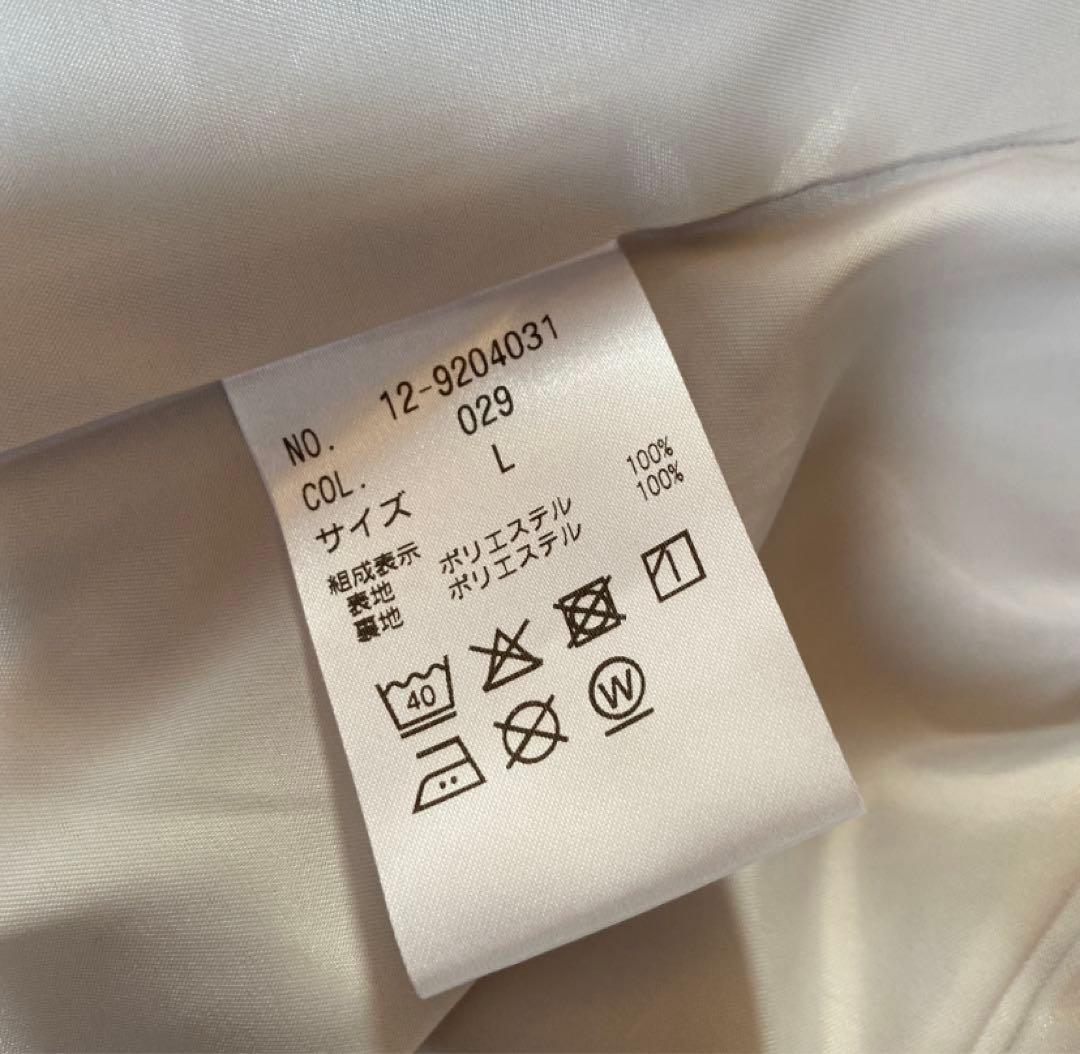 NO. 12-9204031
COL. 029
サイズ L
組成表示
表地 ポリエステル 100%
裏地 ポリエステル 100%
40
W